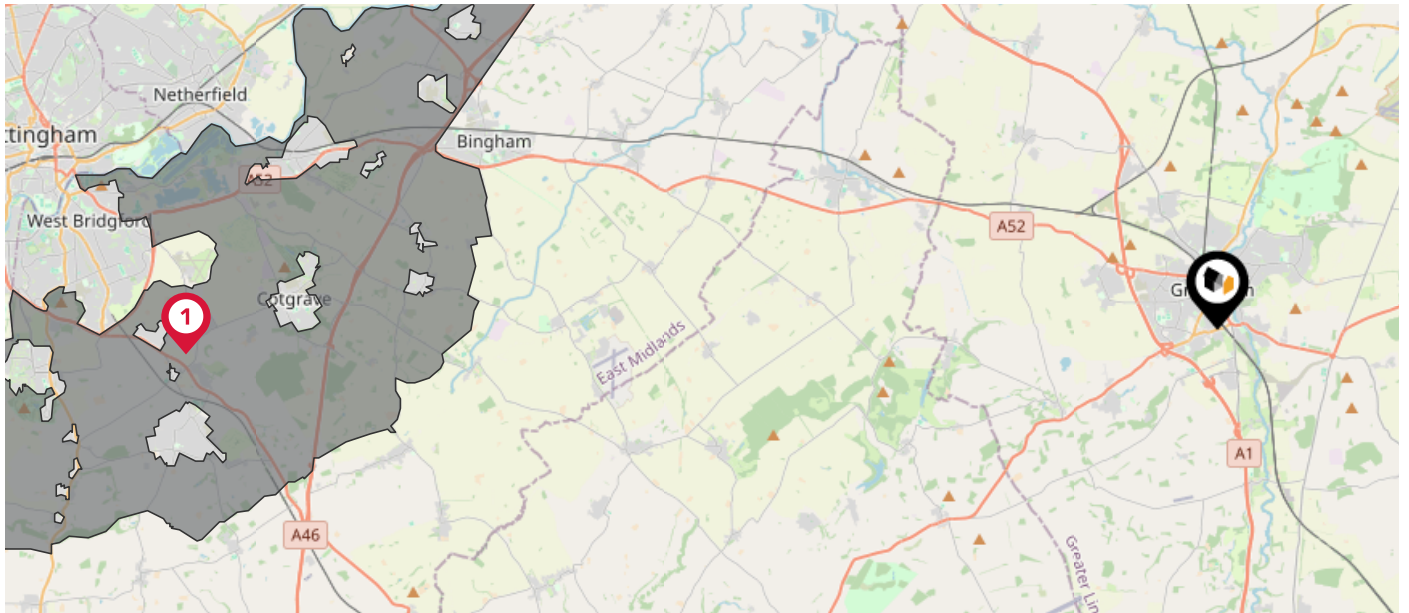 Netherfield
ttingham
Bingham
A52
West Bridgford
A52
Cotgrave
1
East Midlands
A1
A46
Greater Lin